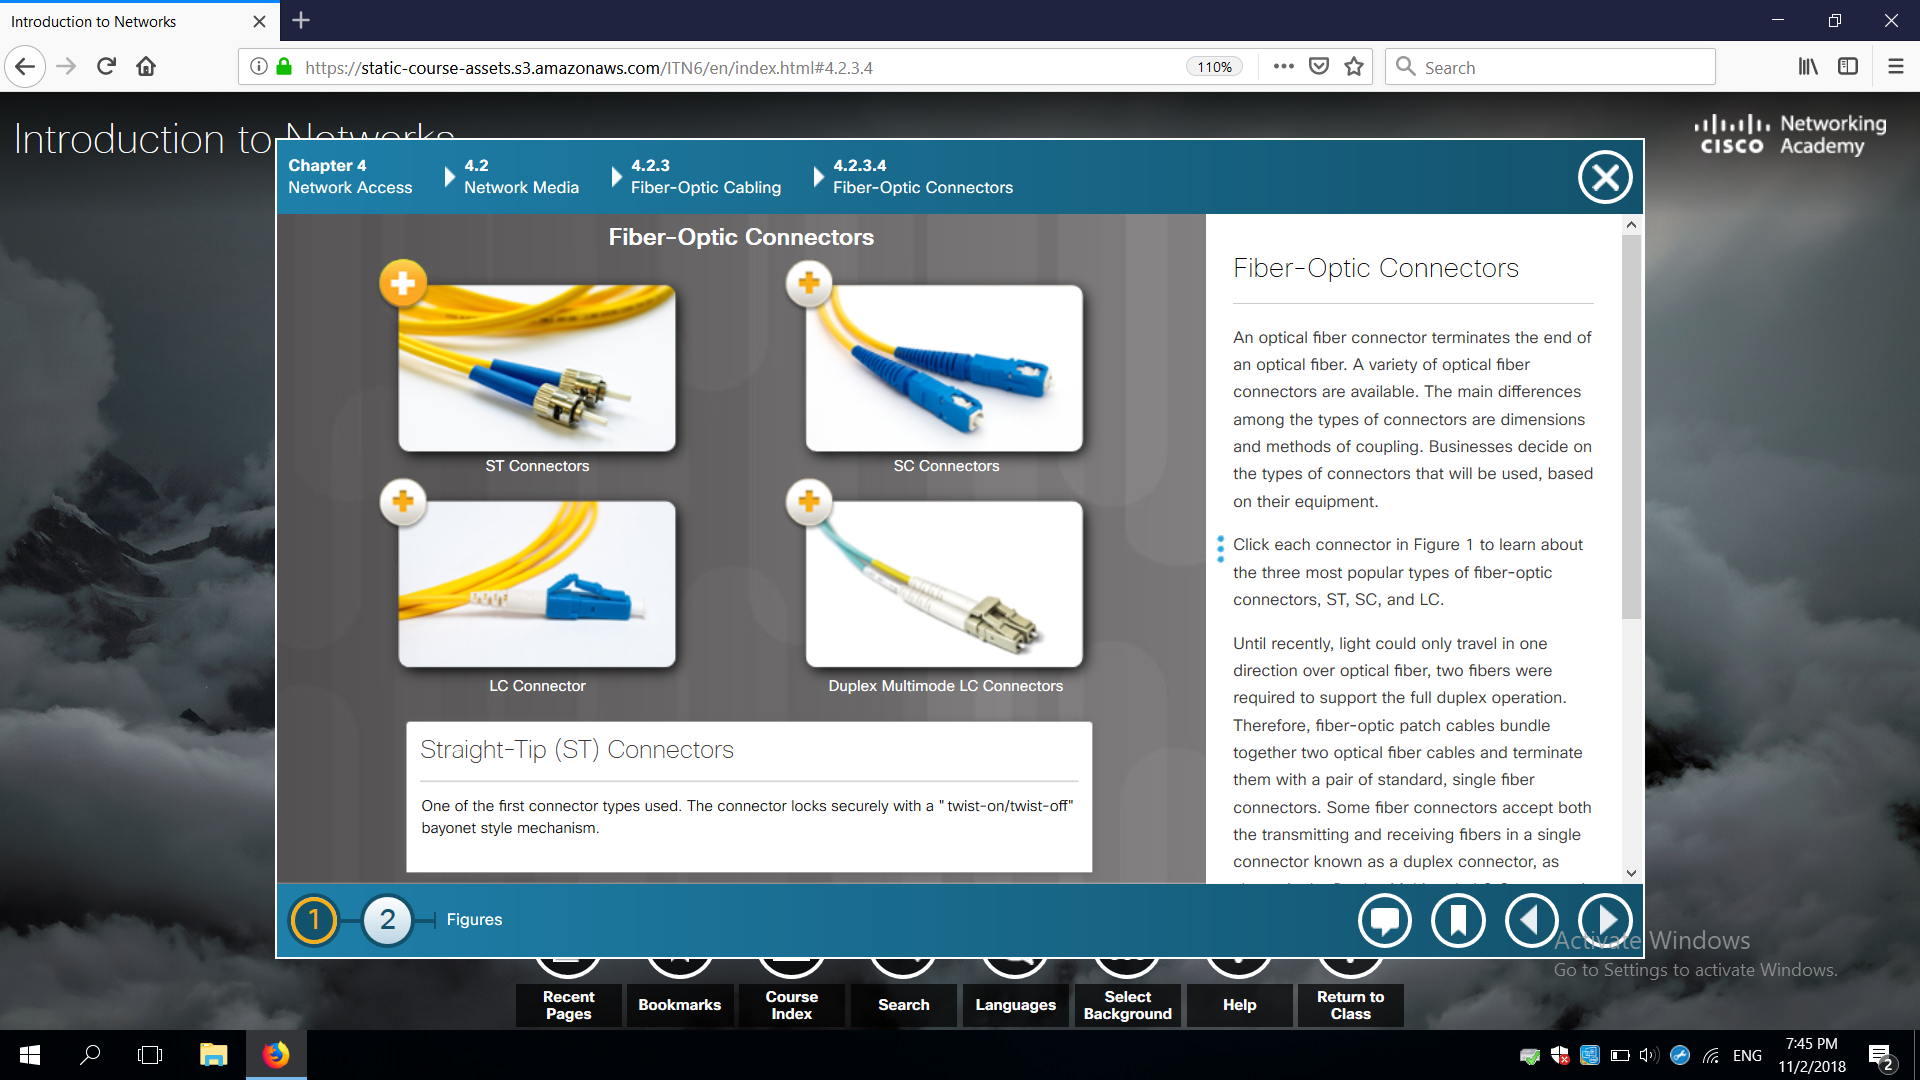 Introduction to Networks
https://static-course-assets.s3.amazonaws.com/ITN6/en/index.html#4.2.3.4
110%
Search
Introduction to Networks
CISCO Networking Academy
Chapter 4
Network Access
4.2
Network Media
4.2.3
Fiber-Optic Cabling
4.2.3.4
Fiber-Optic Connectors
Fiber-Optic Connectors
ST Connectors
SC Connectors
LC Connector
Duplex Multimode LC Connectors
Straight-Tip (ST) Connectors
One of the first connector types used. The connector locks securely with a " twist-on/twist-off"
bayonet style mechanism.
Fiber-Optic Connectors
An optical fiber connector terminates the end of
an optical fiber. A variety of optical fiber
connectors are available. The main differences
among the types of connectors are dimensions
and methods of coupling. Businesses decide on
the types of connectors that will be used, based
on their equipment.
Click each connector in Figure 1 to learn about
the three most popular types of fiber-optic
connectors, ST, SC, and LC.
Until recently, light could only travel in one
direction over optical fiber, two fibers were
required to support the full duplex operation.
Therefore, fiber-optic patch cables bundle
together two optical fiber cables and terminate
them with a pair of standard, single fiber
connectors. Some fiber connectors accept both
the transmitting and receiving fibers in a single
connector known as a duplex connector, as
1
2
Figures
Activate Windows
Go to Settings to activate Windows.
Recent Pages
Bookmarks
Course Index
Search
Languages
Select Background
Help
Return to Class
ENG
7:45 PM
11/2/2018
2